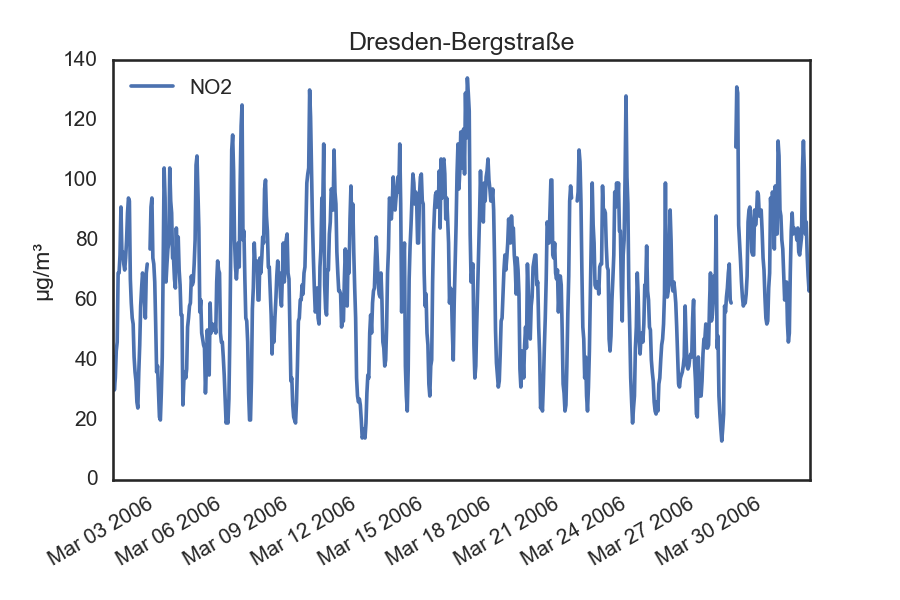 Dresden-Bergstraße
NO2
µg/m³
140
120
100
80
60
40
20
0
Mar 03 2006
Mar 06 2006
Mar 09 2006
Mar 12 2006
Mar 15 2006
Mar 18 2006
Mar 21 2006
Mar 24 2006
Mar 27 2006
Mar 30 2006